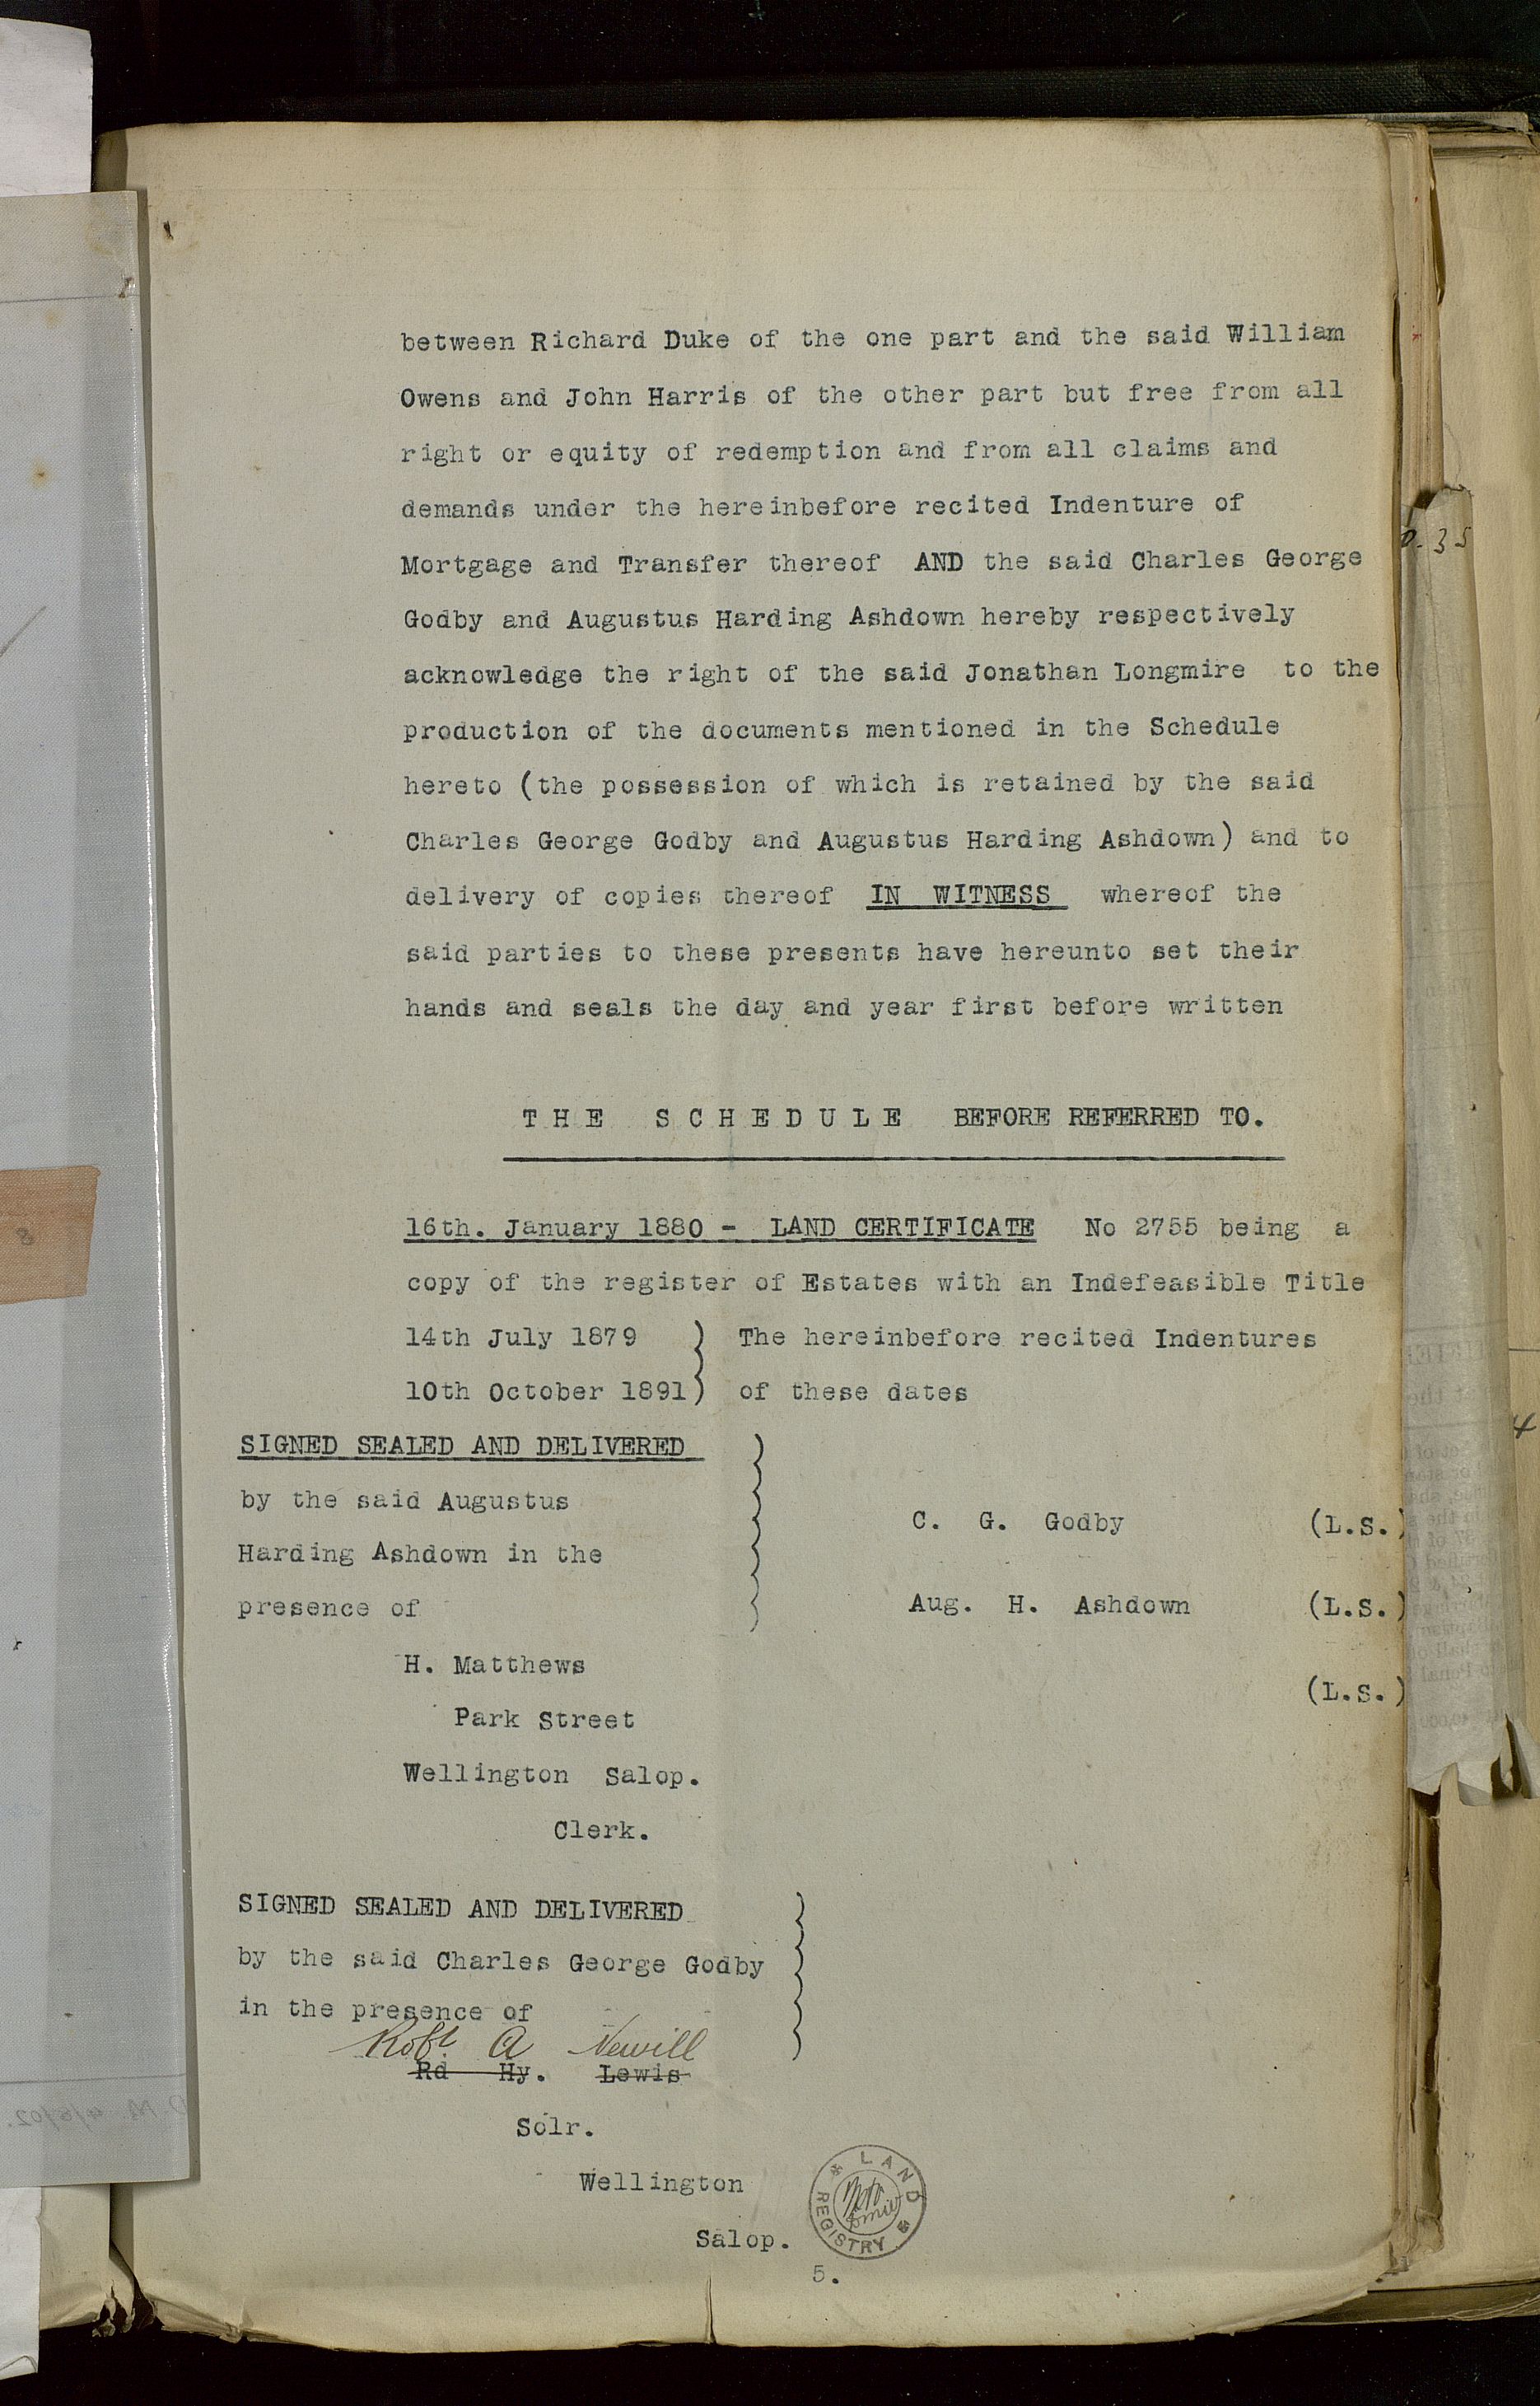 between Richard Duke of the one part and the said William
Owens and John Harris of the other part but free from all
right or equity of redemption and from all claims and
demands under the hereinbefore recited Indenture of
Mortgage and Transfer thereof AND the said Charles George
Godby and Augustus Harding Ashdown hereby respectively
acknowledge the right of the said Jonathan Longmire to the
production of the documents mentioned in the Schedule
hereto (the possession of which is retained by the said
Charles George Godby and Augustus Harding Ashdown) and to
delivery of copies thereof IN WITNESS whereof the
said parties to these presents have hereunto set their
hands and seals the day and year first before written
THE SCHEDULE BEFORE REFERRED TO.
16th. January 1880 - LAND CERTIFICATE No 2755 being a
copy of the register of Estates with an Indefeasible Title
14th July 1879 ) The hereinbefore recited Indentures
10th October 1891) of these dates
SIGNED SEALED AND DELIVERED
by the said Augustus
Harding Ashdown in the
presence of
C. G. Godby (L.S.)
Aug. H. Ashdown (L.S.)
(L.S.)
H. Matthews
Park Street
Wellington Salop.
Clerk.
SIGNED SEALED AND DELIVERED
by the said Charles George Godby
in the presence of
Robt. A Newill
Rd Hy. Lewis
Solr.
Wellington
Salop.
LAND REGISTRY
5.